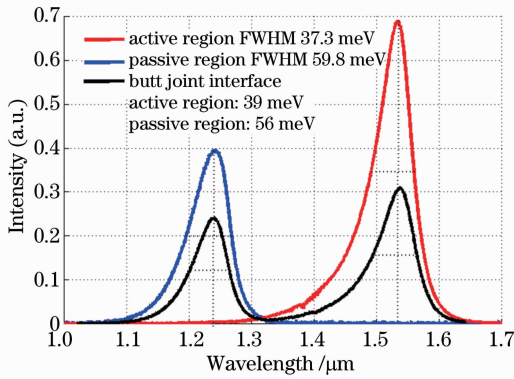 0.7
0.6
0.5
0.4
0.3
0.2
0.1
0
Intensity (a.u.)
active region FWHM 37.3 meV
passive region FWHM 59.8 meV
butt joint interface
active region: 39 meV
passive region: 56 meV
1.0 1.1 1.2 1.3 1.4 1.5 1.6 1.7
Wavelength /μm